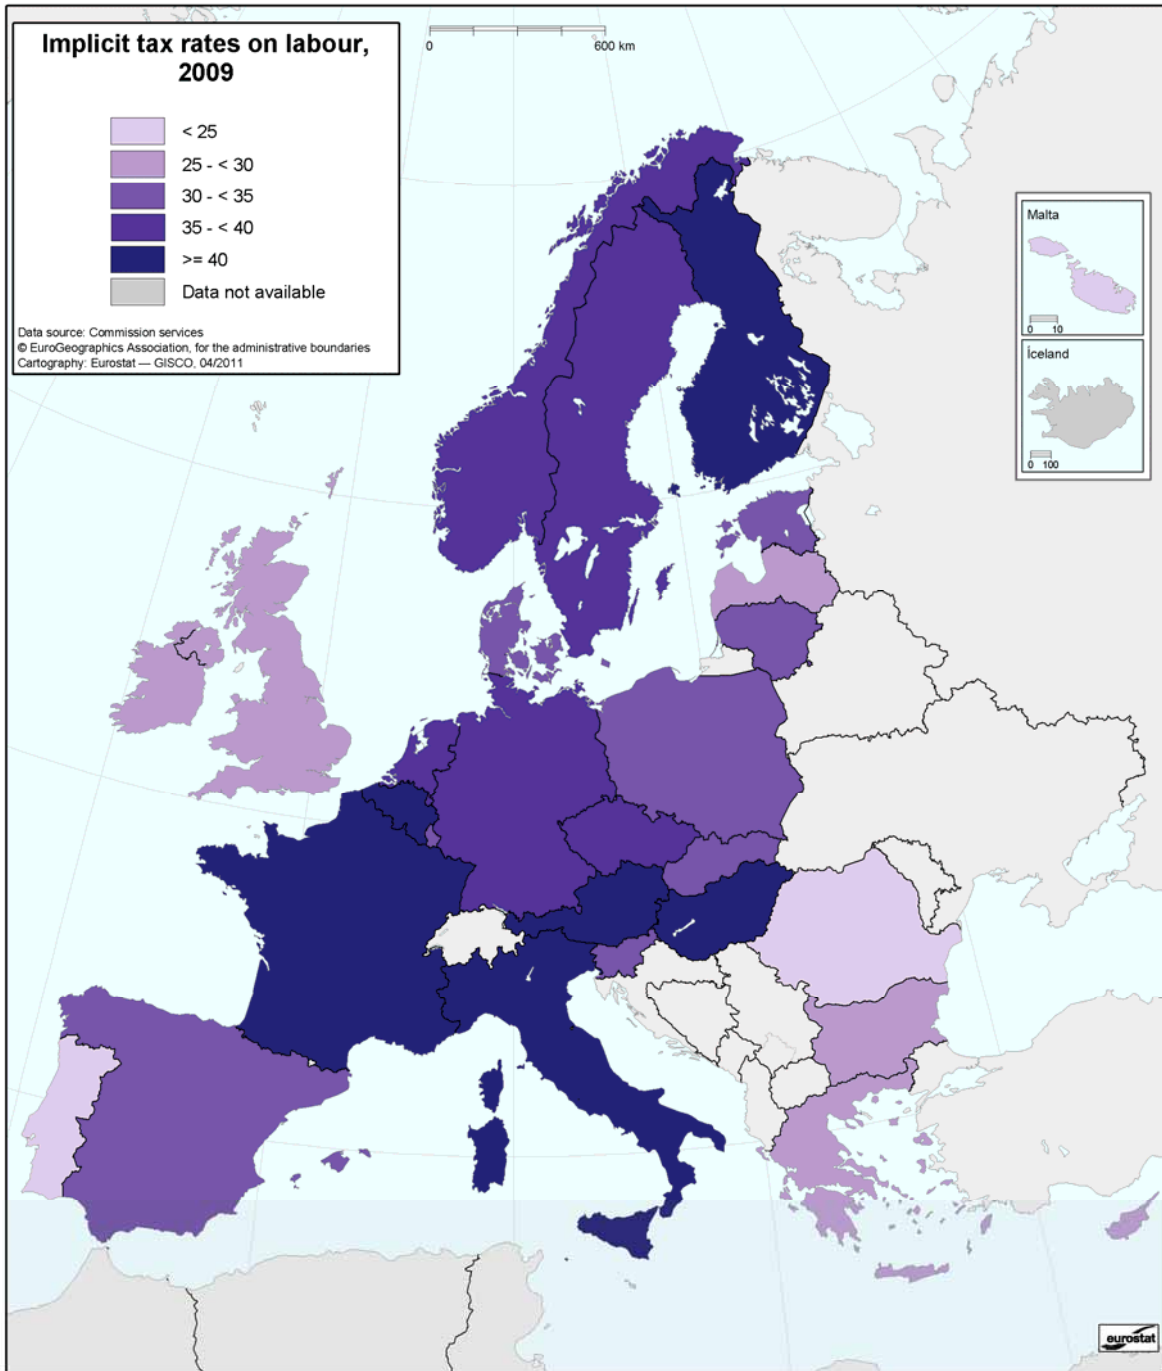 Implicit tax rates on labour,
2009
< 25
25 - < 30
30 - < 35
35 - < 40
>= 40
Data not available
Data source: Commission services
© EuroGeographics Association, for the administrative boundaries
Cartography: Eurostat — GISCO, 04/2011
0 600 km
Malta
0 10
Iceland
0 100
eurostat